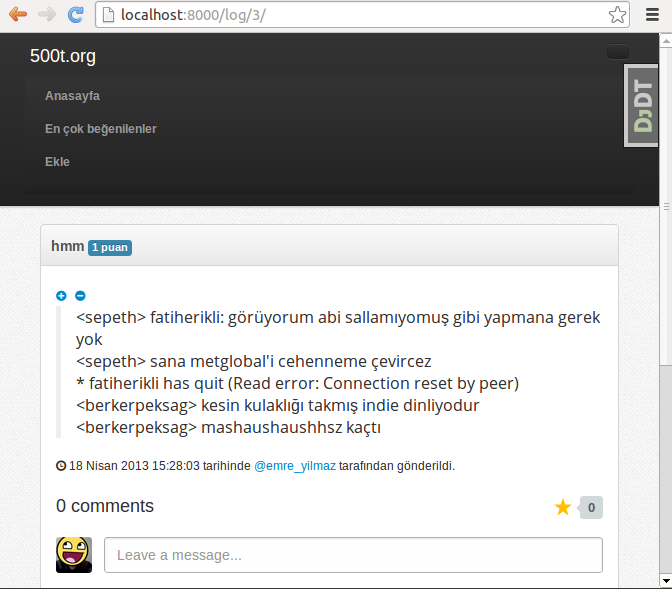 localhost:8000/log/3/
500t.org
DJDT
Anasayfa
En çok beğenilenler
Ekle
hmm 1 puan
<sepeth> fatiherikli: görüyorum abi sallamıyomuş gibi yapmana gerek
yok
<sepeth> sana metglobal'i cehenneme çevircez
* fatiherikli has quit (Read error: Connection reset by peer)
<berkerpeksag> kesin kulaklığı takmış indie dinliyodur
<berkerpeksag> mashaushaushhsz kaçtı
18 Nisan 2013 15:28:03 tarihinde @emre_yilmaz tarafından gönderildi.
0 comments
0
Leave a message...